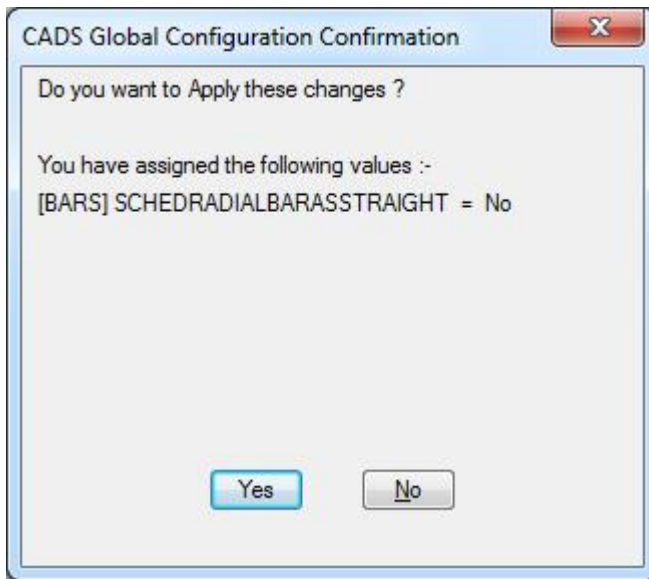 CADS Global Configuration Confirmation
Do you want to Apply these changes ?
You have assigned the following values :-
[BARS] SCHEDRADIALBARASSTRAIGHT = No
Yes No